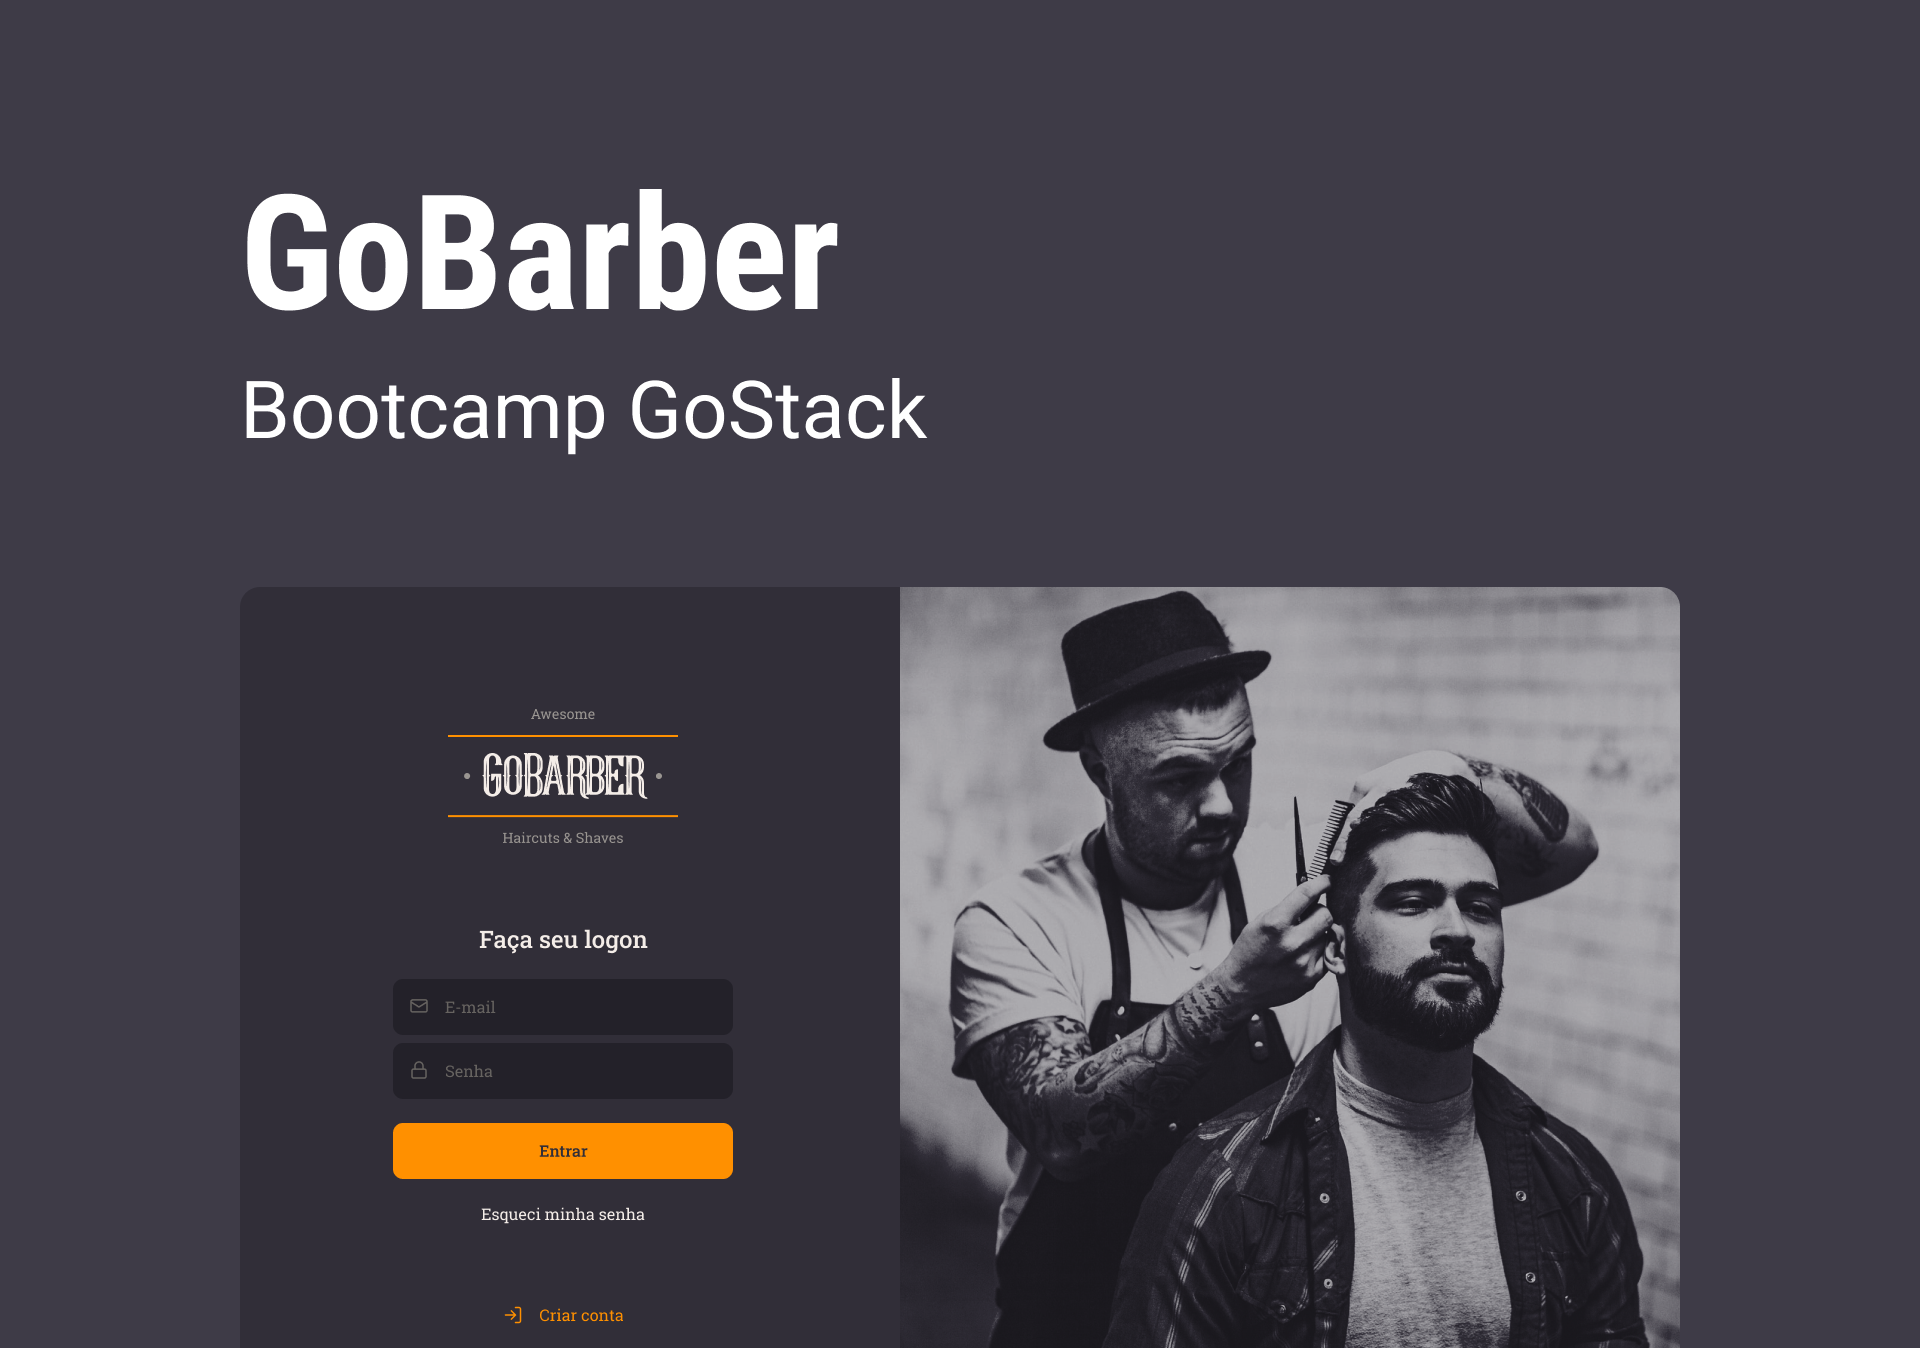 GoBarber
Bootcamp GoStack
Awesome
GOBARBER
Haircuts & Shaves
Faça seu logon
E-mail
Senha
Entrar
Esqueci minha senha
Criar conta